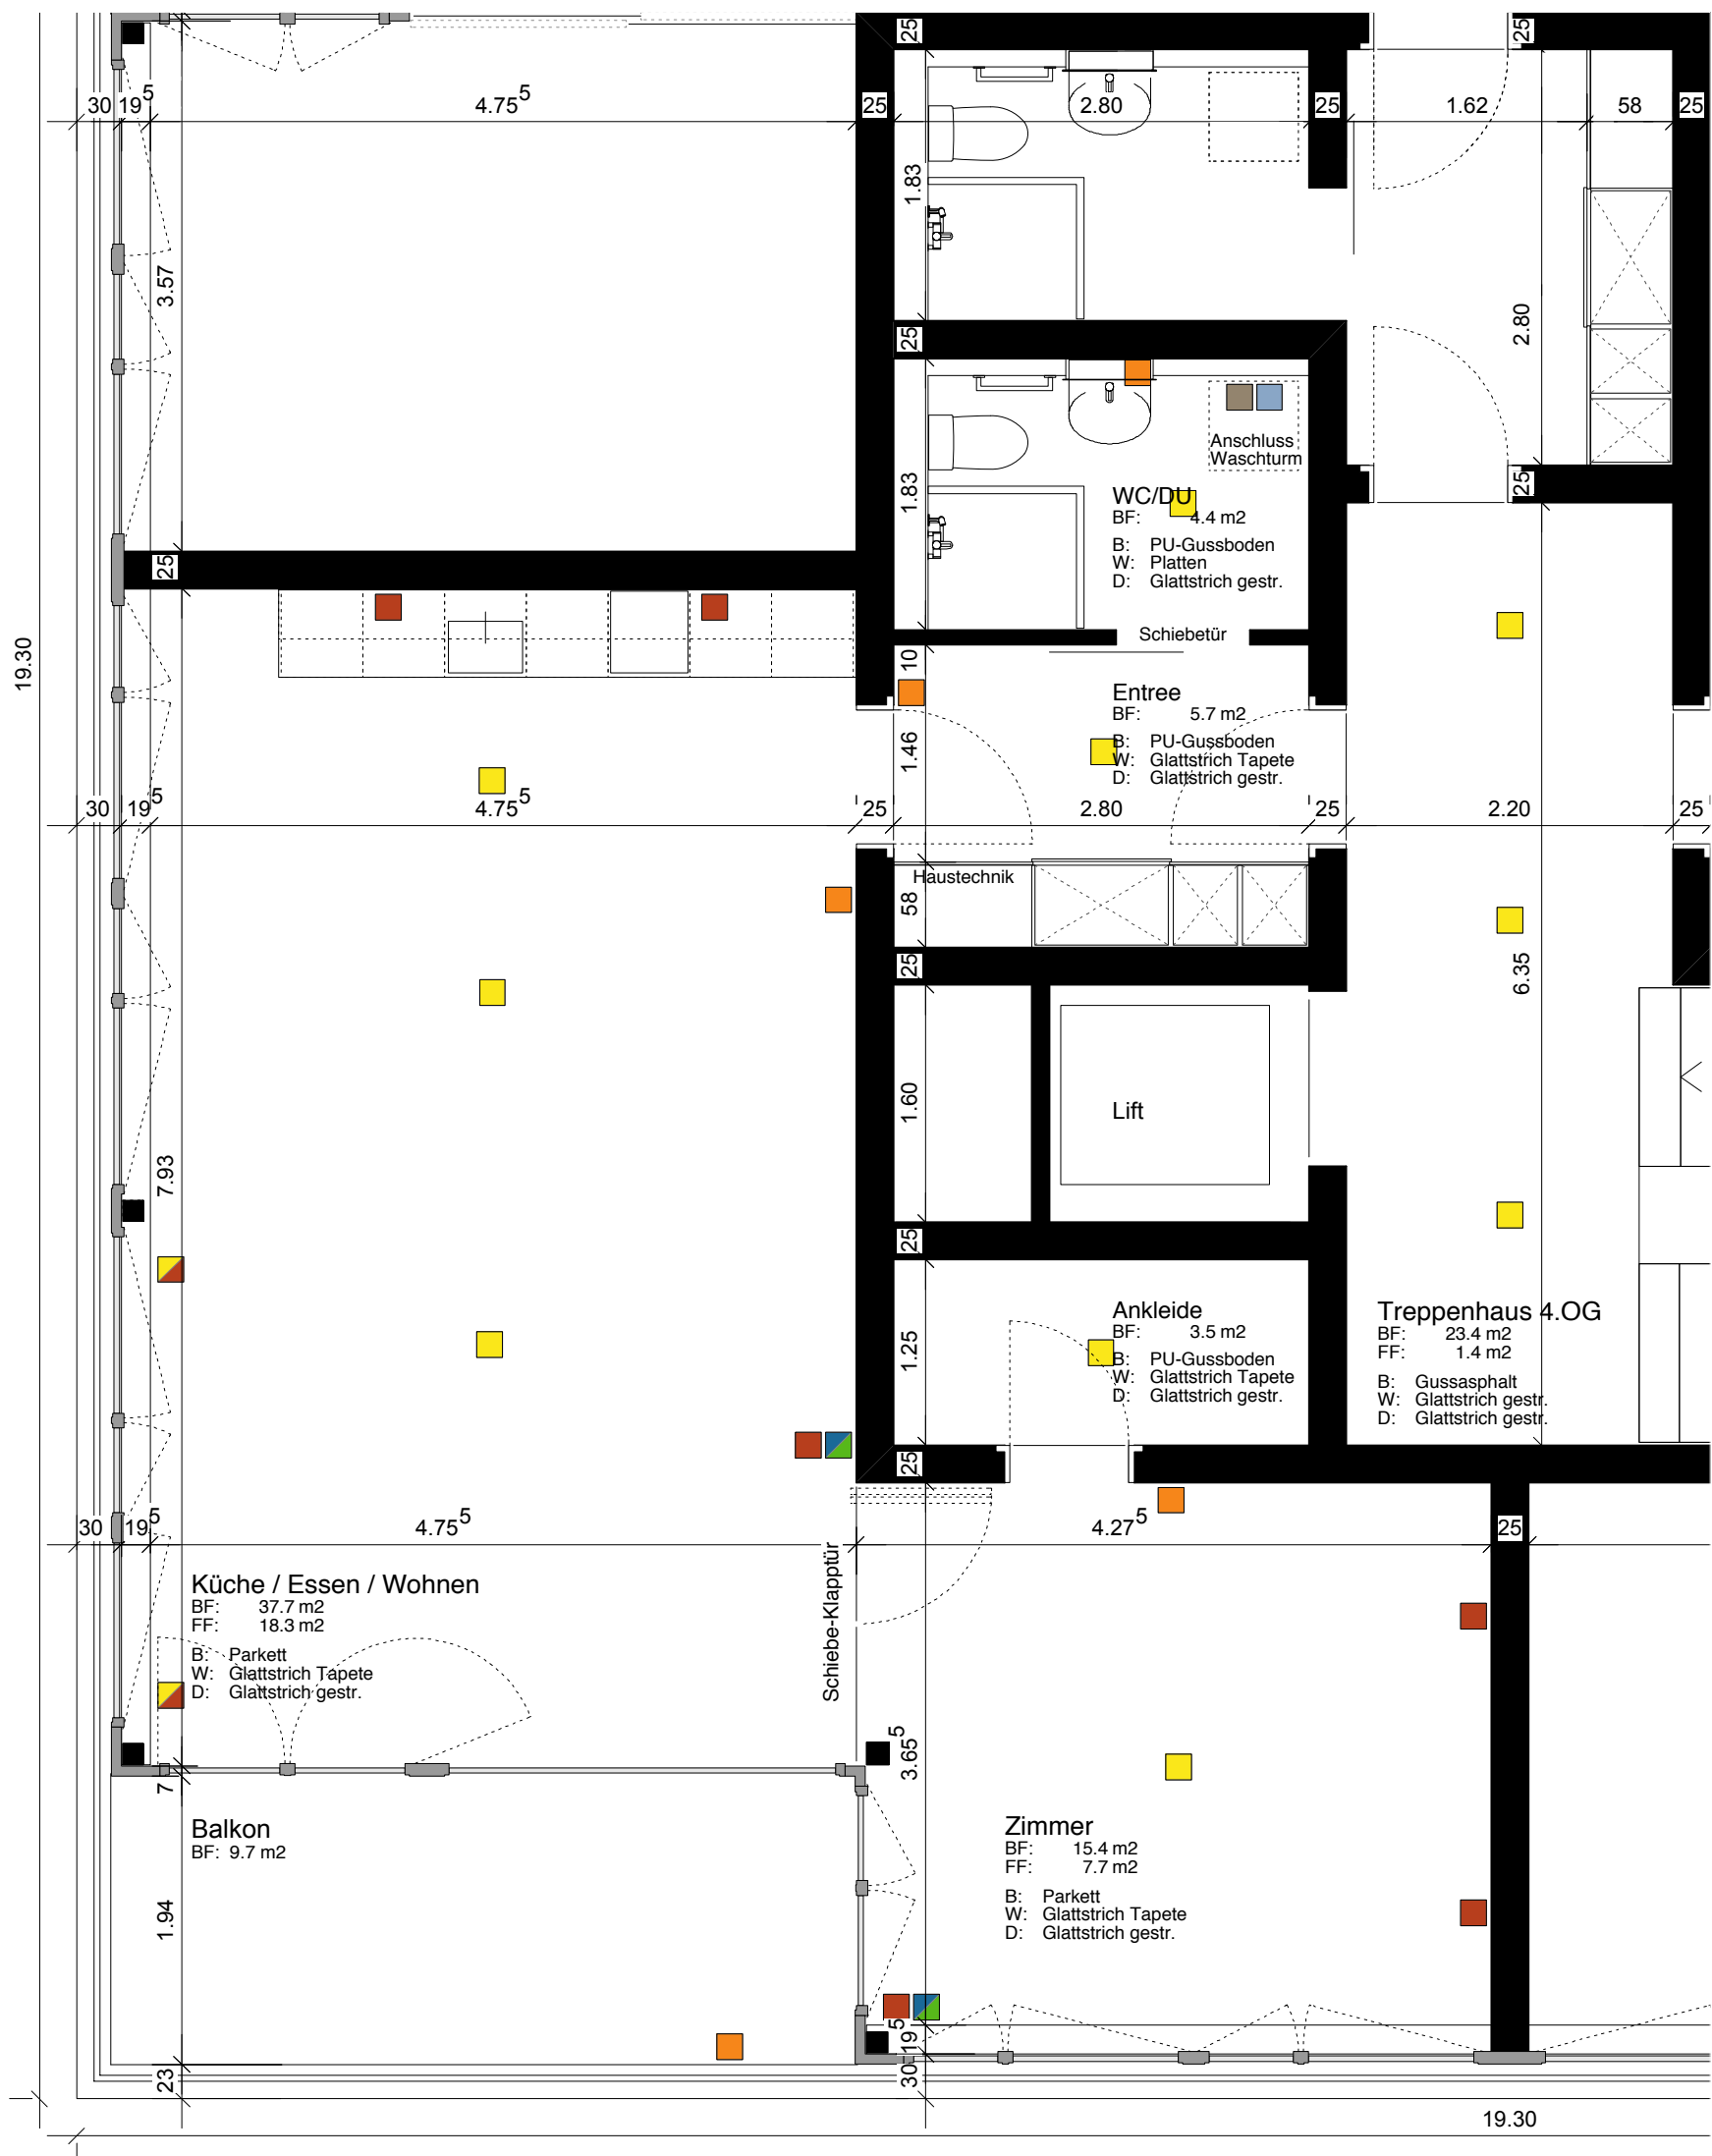 25
25
30
19⁵
4.75⁵
25
2.80
25
1.62
58
25
1.83
3.57
2.80
25
Anschluss
Waschturm
25
1.83
WC/DU
BF: 4.4 m2
B: PU-Gussboden
W: Platten
D: Glattstrich gestr.
25
Schiebetür
19.30
10
Entree
BF: 5.7 m2
B: PU-Gussboden
W: Glattstrich Tapete
D: Glattstrich gestr.
1.46
30
19⁵
4.75⁵
25
2.80
25
2.20
25
Haustechnik
58
25
6.35
1.60
Lift
7.93
25
Ankleide
BF: 3.5 m2
B: PU-Gussboden
W: Glattstrich Tapete
D: Glattstrich gestr.
1.25
Treppenhaus 4.OG
BF: 23.4 m2
FF: 1.4 m2
B: Gussasphalt
W: Glattstrich gestr.
D: Glattstrich gestr.
25
30
19⁵
4.75⁵
4.27⁵
25
Küche / Essen / Wohnen
BF: 37.7 m2
FF: 18.3 m2
B: Parkett
W: Glattstrich Tapete
D: Glattstrich gestr.
Schiebe-Klapptür
3.65⁵
7
Balkon
BF: 9.7 m2
Zimmer
BF: 15.4 m2
FF: 7.7 m2
B: Parkett
W: Glattstrich Tapete
D: Glattstrich gestr.
1.94
19⁵
23
30
19.30